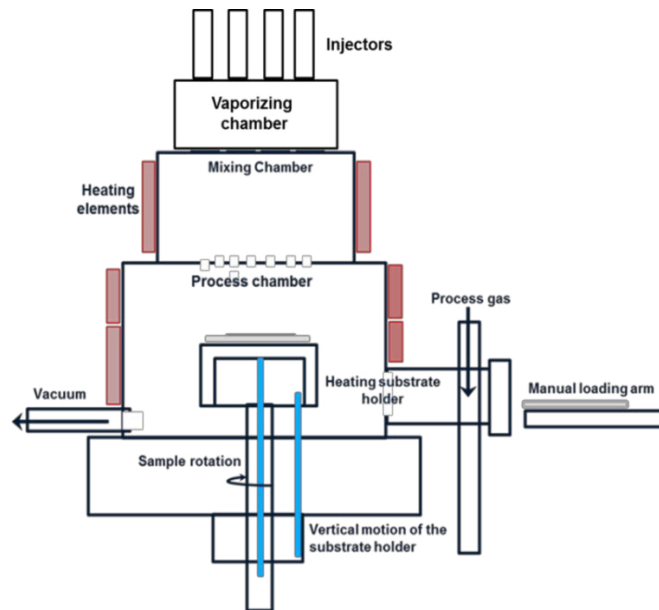 Injectors
Vaporizing
chamber
Mixing Chamber
Heating
elements
Process chamber
Process gas
Vacuum
Heating substrate
holder
Manual loading arm
Sample rotation
Vertical motion of the
substrate holder